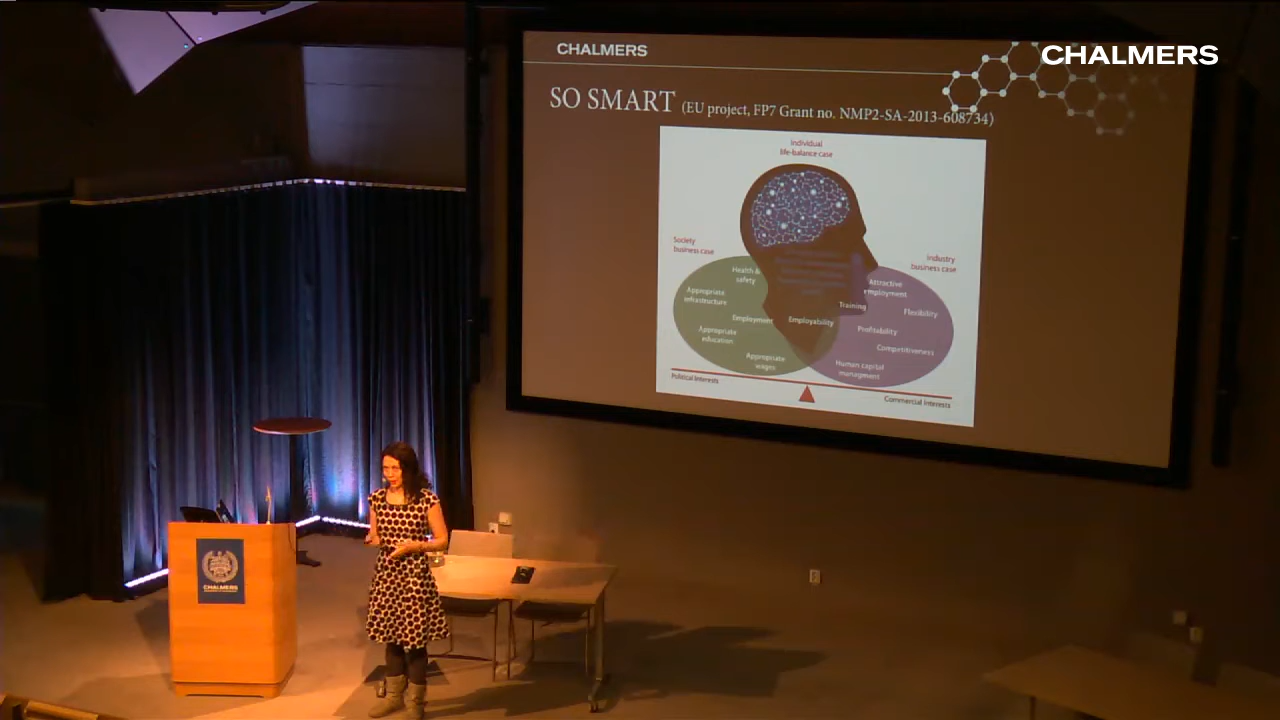 CHALMERS
CHALMERS
SO SMART (EU project, FP7 Grant no. NMP2-SA-2013-608734)
Individual
life-balance case
Society
business case
Industry
business case
Health &
safety
Appropriate
infrastructure
Employment
Appropriate
education
Appropriate
wages
Employability
Training
Attractive
employment
Flexibility
Profitability
Competitiveness
Human capital
managment
Political Interests
Commercial Interests
CHALMERS